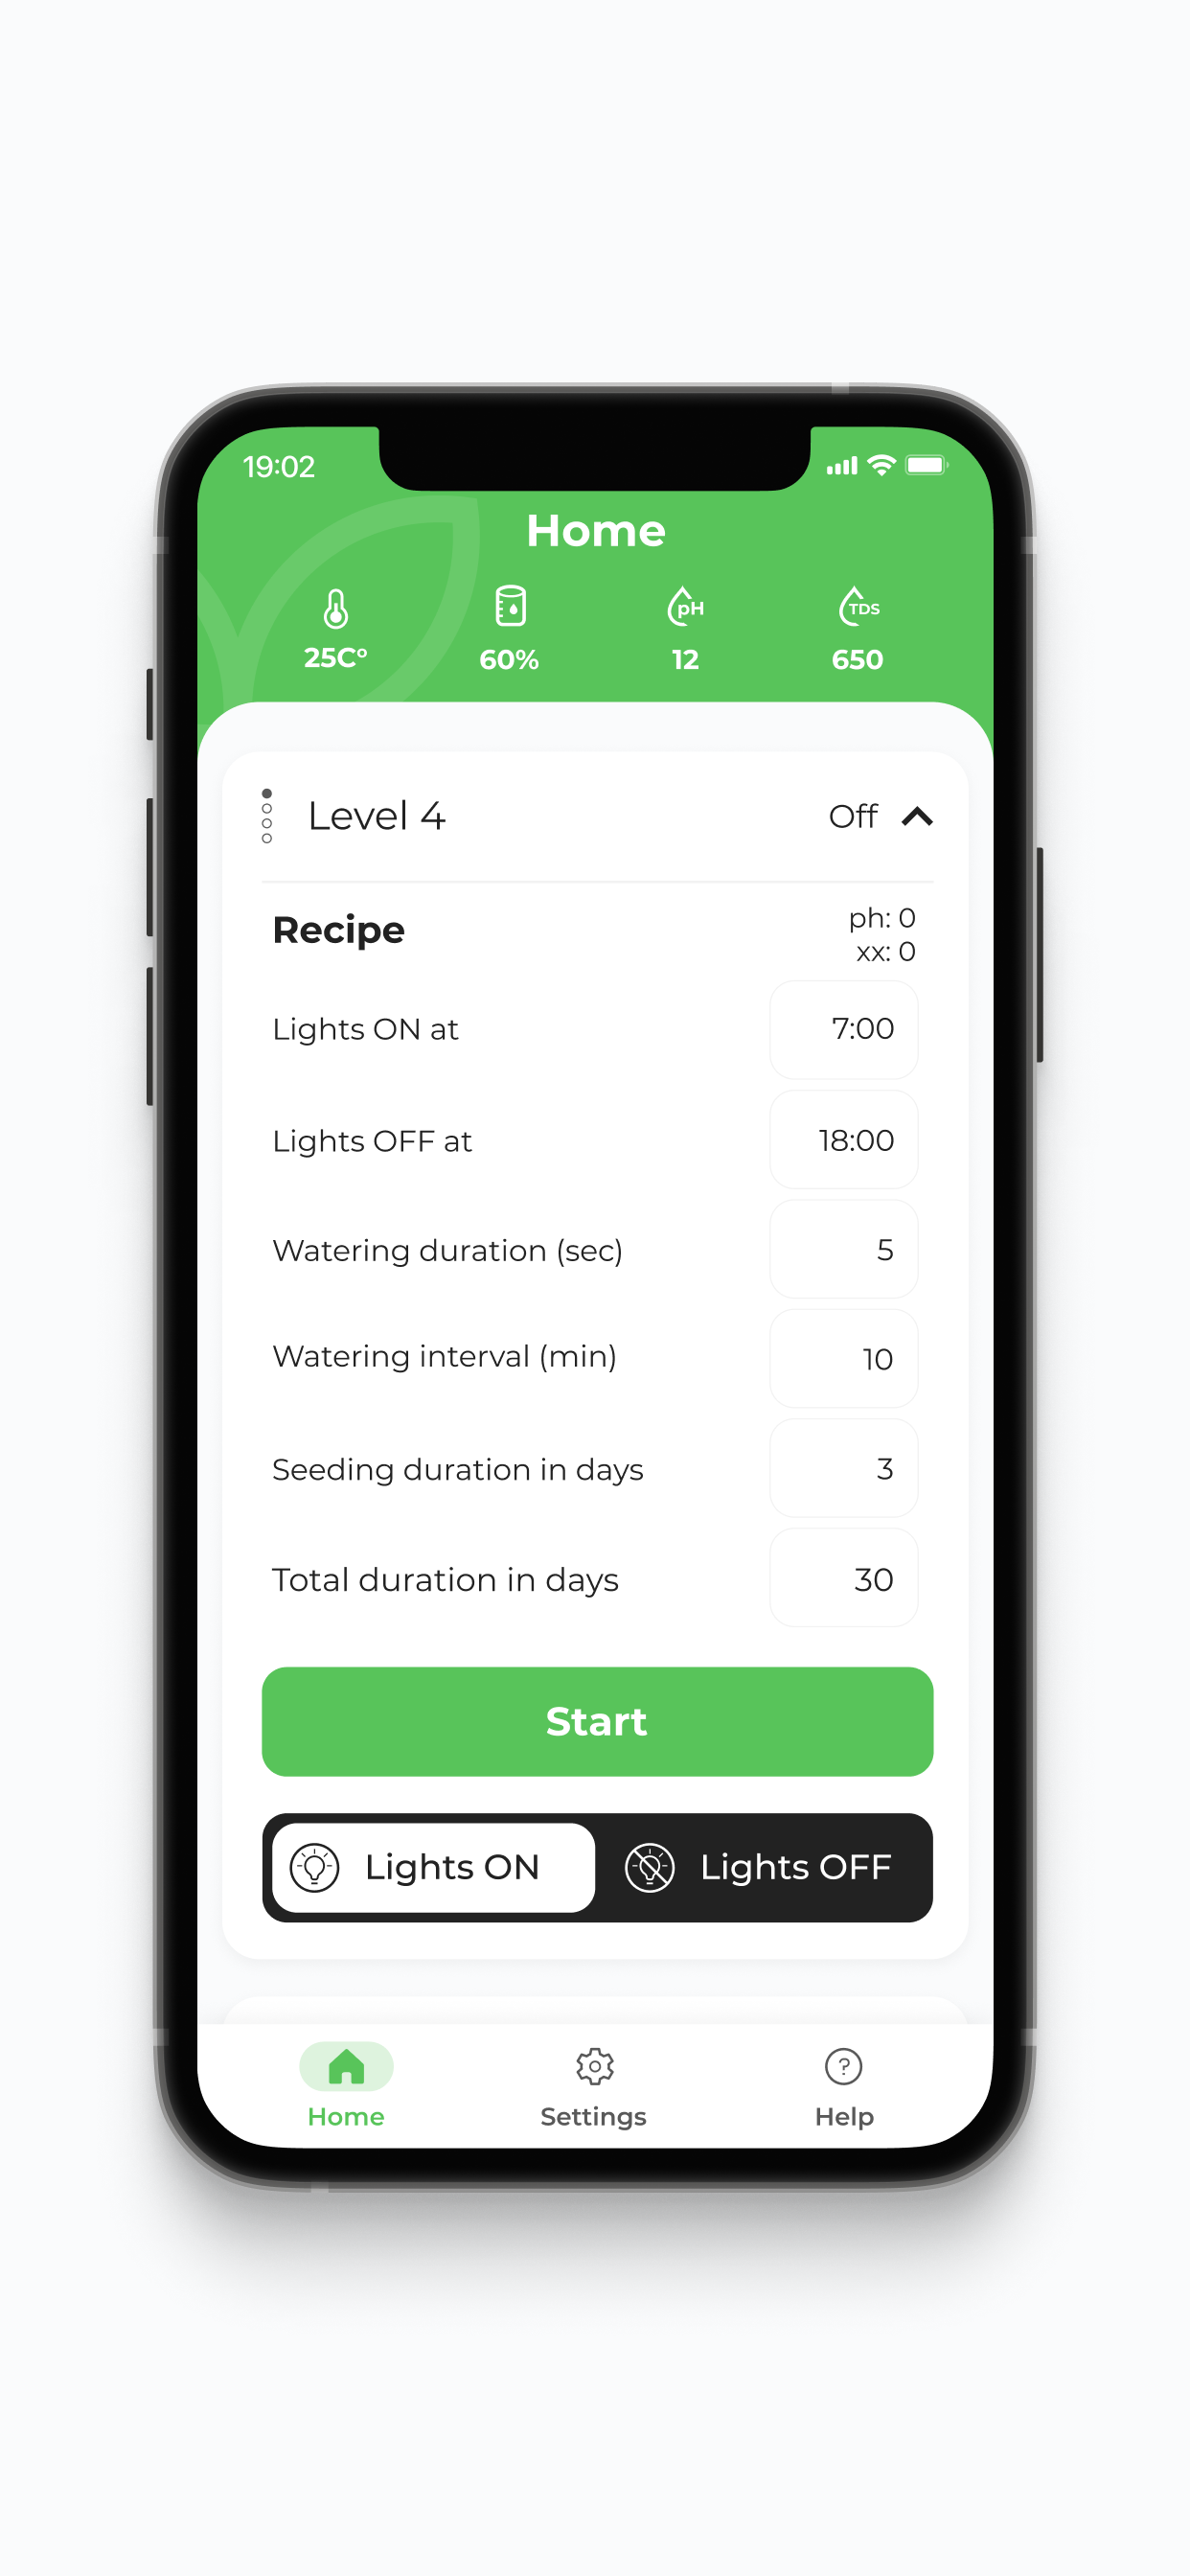 19:02
Home
pH
TDS
25C°
60%
12
650
Level 4
Off
Recipe
ph: 0
xx: 0
Lights ON at
7:00
Lights OFF at
18:00
Watering duration (sec)
5
Watering interval (min)
10
Seeding duration in days
3
Total duration in days
30
Start
Lights ON
Lights OFF
?
Home
Settings
Help